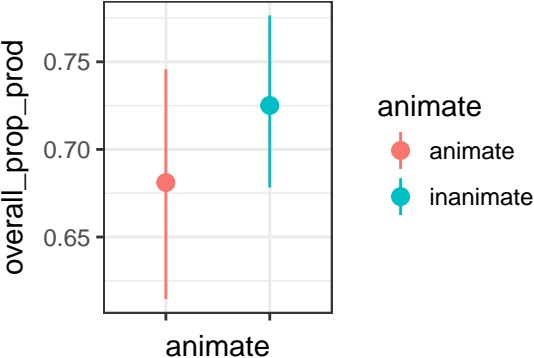 overall_prop_prod
0.75
0.70
0.65
animate
animate
animate
inanimate